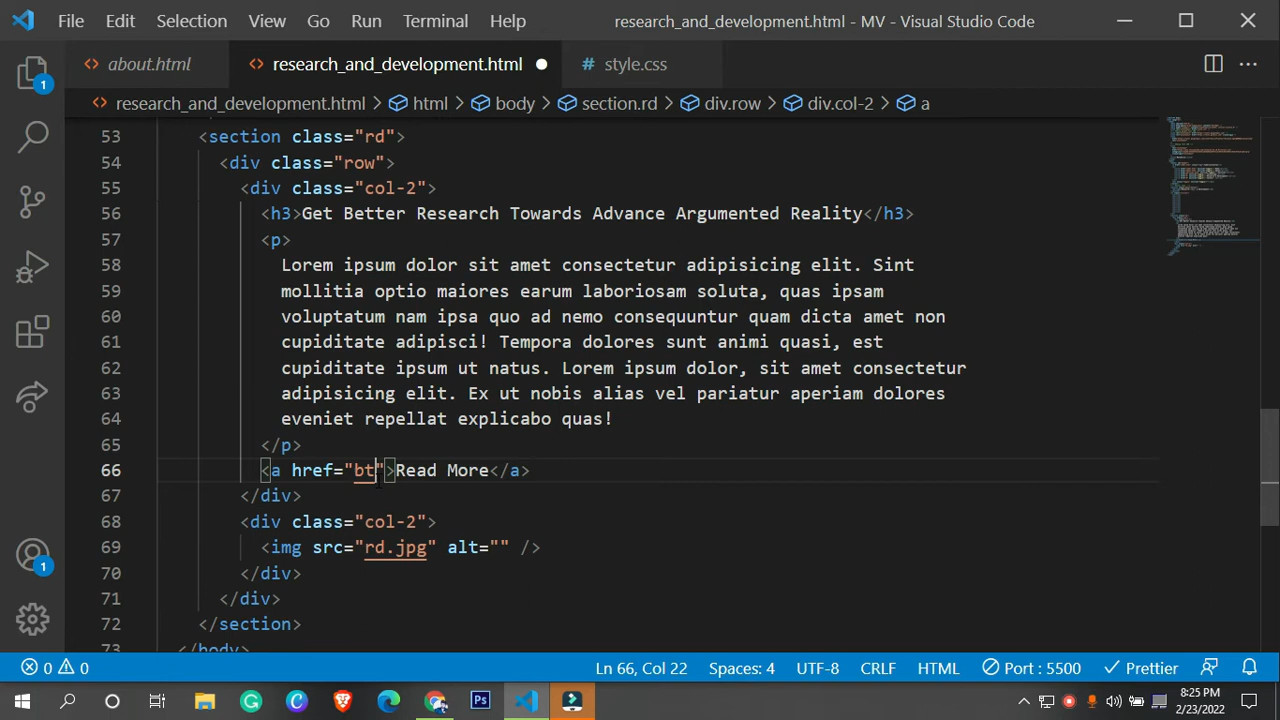 File Edit Selection View Go Run Terminal Help research_and_development.html - MV - Visual Studio Code
about.html research_and_development.html style.css
research_and_development.html > html > body > section.rd > div.row > div.col-2 > a
53 <section class="rd">
54 <div class="row">
55 <div class="col-2">
56 <h3>Get Better Research Towards Advance Argumented Reality</h3>
57 <p>
58 Lorem ipsum dolor sit amet consectetur adipisicing elit. Sint
59 mollitia optio maiores earum laboriosam soluta, quas ipsam
60 voluptatum nam ipsa quo ad nemo consequuntur quam dicta amet non
61 cupiditate adipisci! Tempora dolores sunt animi quasi, est
62 cupiditate ipsum ut natus. Lorem ipsum dolor, sit amet consectetur
63 adipisicing elit. Ex ut nobis alias vel pariatur aperiam dolores
64 eveniet repellat explicabo quas!
65 </p>
66 <a href="bt">Read More</a>
67 </div>
68 <div class="col-2">
69 <img src="rd.jpg" alt="" />
70 </div>
71 </div>
72 </section>
73 </body>
1
1
0 0 Ln 66, Col 22 Spaces: 4 UTF-8 CRLF HTML Port : 5500 Prettier
8:25 PM
2/23/2022